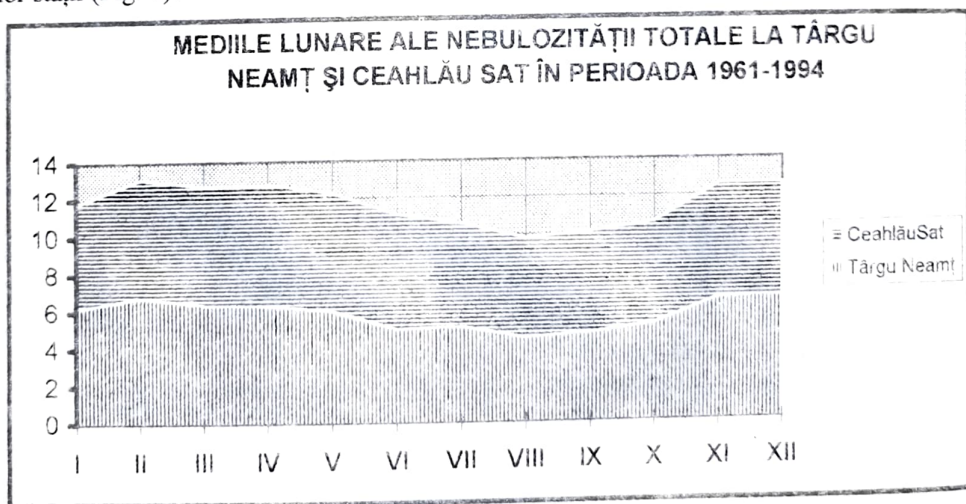 MEDIILE LUNARE ALE NEBULOZITĂȚII TOTALE LA TÂRGU
NEAMȚ ȘI CEAHLĂU SAT ÎN PERIOADA 1961-1994
14
12
10
8
6
4
2
0
I II III IV V VI VII VIII IX X XI XII
CeahlăuSat
Târgu Neamț